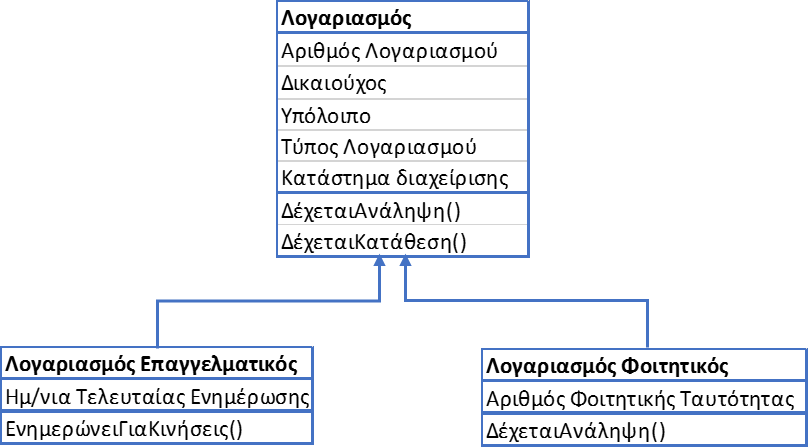 Λογαριασμός
Αριθμός Λογαριασμού
Δικαιούχος
Υπόλοιπο
Τύπος Λογαριασμού
Κατάστημα διαχείρισης
ΔέχεταιΑνάληψη()
ΔέχεταιΚατάθεση()
Λογαριασμός Επαγγελματικός
Ημ/νια Τελευταίας Ενημέρωσης
ΕνημερώνειΓιαΚινήσεις()
Λογαριασμός Φοιτητικός
Αριθμός Φοιτητικής Ταυτότητας
ΔέχεταιΑνάληψη()